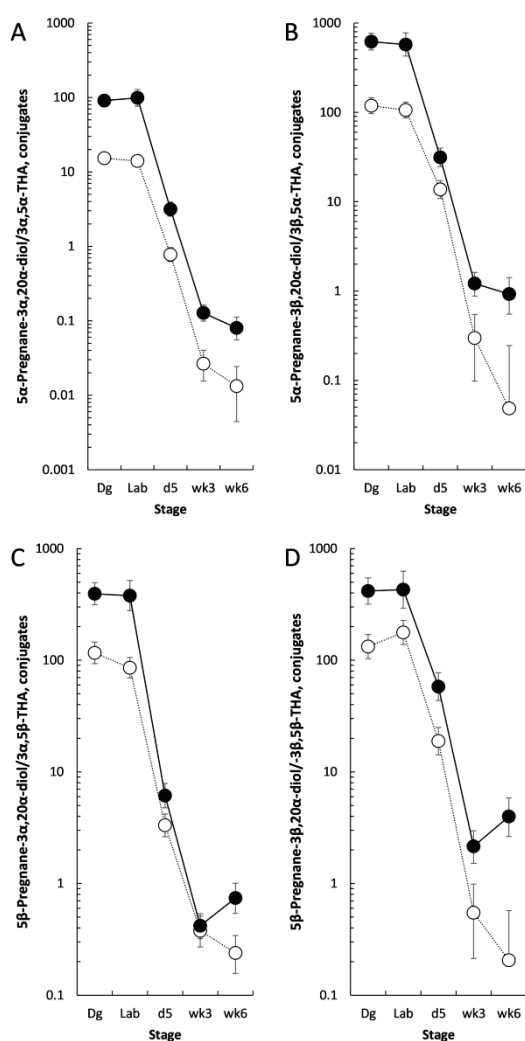 A
5α-Pregnane-3α,20α-diol/3α,5α-THA, conjugates
1000
100
10
1
0.1
0.01
0.001
Dg Lab d5 wk3 wk6
Stage
B
5α-Pregnane-3β,20α-diol/3β,5α-THA, conjugates
1000
100
10
1
0.1
0.01
Dg Lab d5 wk3 wk6
Stage
C
5β-Pregnane-3α,20α-diol/3α,5β-THA, conjugates
1000
100
10
1
0.1
Dg Lab d5 wk3 wk6
Stage
D
5β-Pregnane-3β,20α-diol/-3β,5β-THA, conjugates
1000
100
10
1
0.1
Dg Lab d5 wk3 wk6
Stage